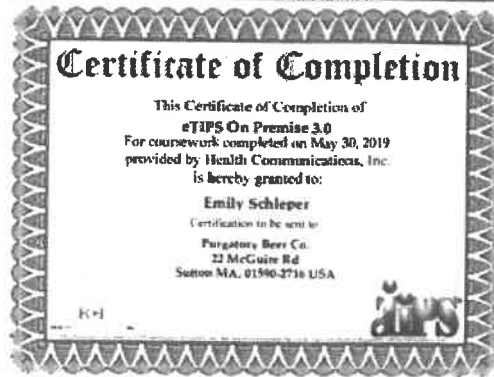 Certificate of Completion
This Certificate of Completion of
eTIPS On Premise 3.0
For coursework completed on May 30, 2019
provided by Health Communications, Inc.
is hereby granted to:
Emily Schleper
Certification to be sent to
Purgatory Beer Co.
22 McGuire Rd
Sutton MA, 01590-2716 USA